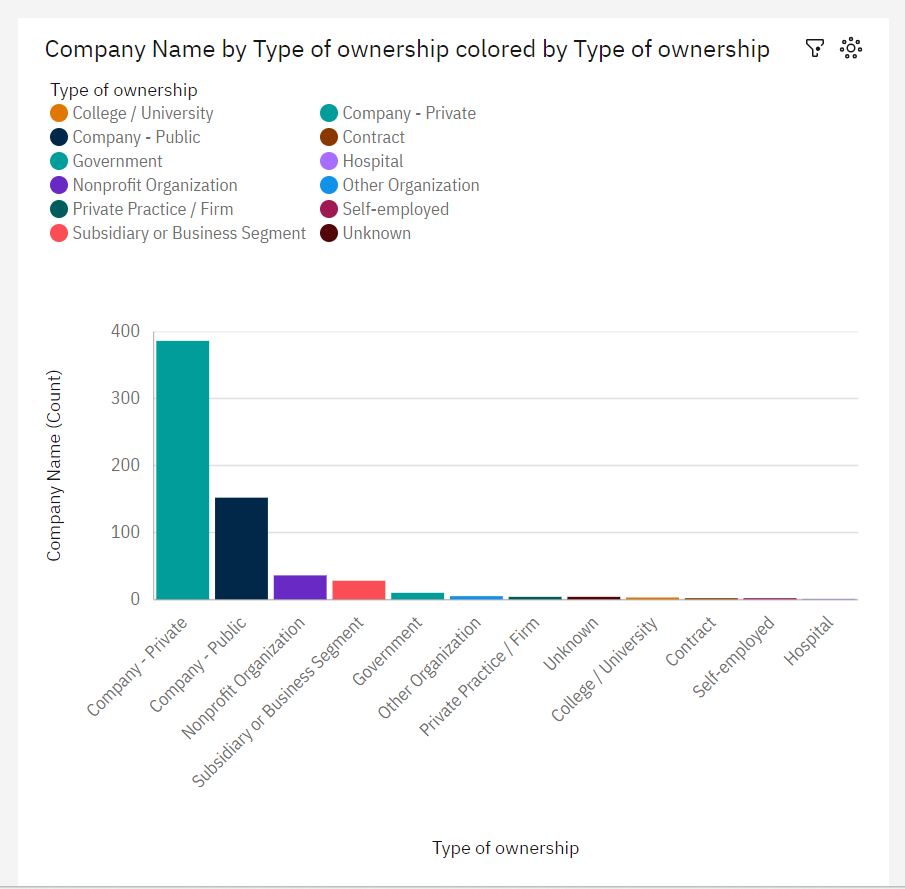 Company Name by Type of ownership colored by Type of ownership
Type of ownership
College / University
Company - Private
Company - Public
Contract
Government
Hospital
Nonprofit Organization
Other Organization
Private Practice / Firm
Self-employed
Subsidiary or Business Segment
Unknown
Company Name (Count)
400
300
200
100
0
Company - Private
Company - Public
Nonprofit Organization
Subsidiary or Business Segment
Government
Other Organization
Private Practice / Firm
Unknown
College / University
Contract
Self-employed
Hospital
Type of ownership